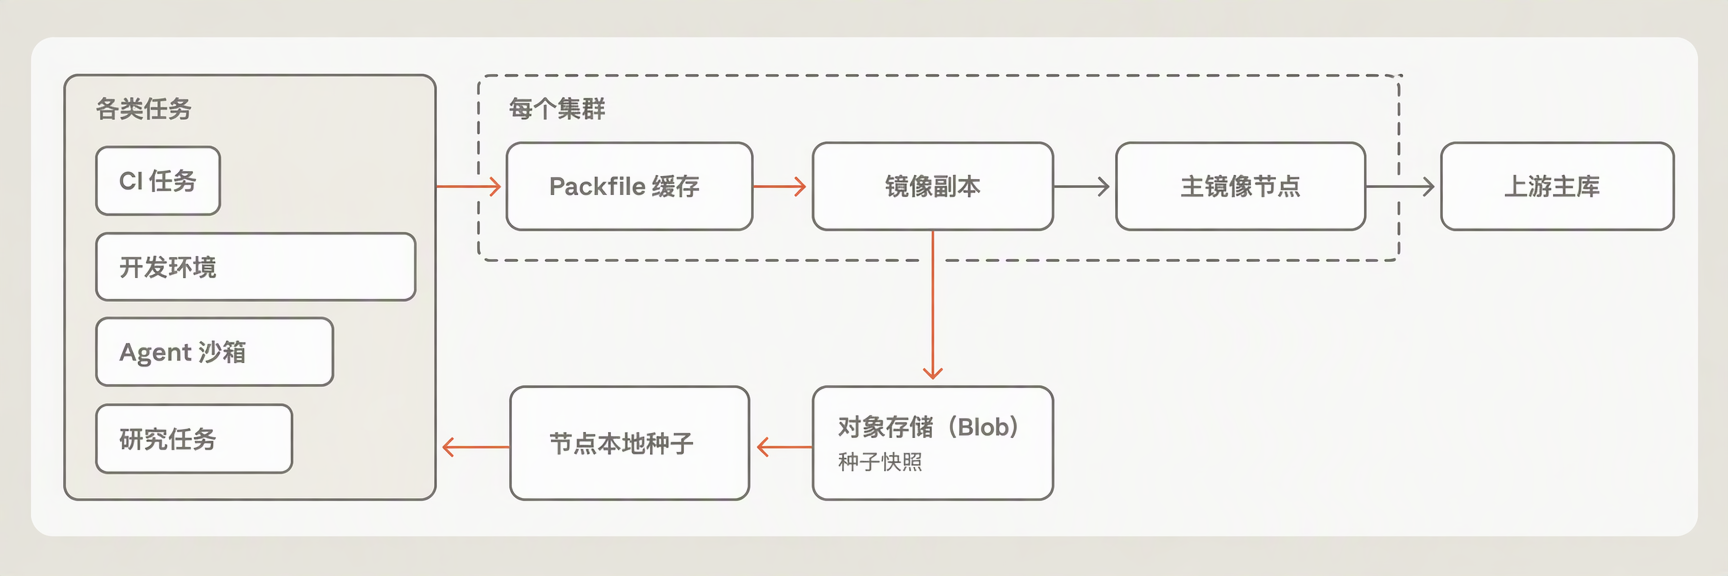 各类任务
CI 任务
开发环境
Agent 沙箱
研究任务
每个集群
Packfile 缓存
镜像副本
主镜像节点
上游主库
节点本地种子
对象存储（Blob）
种子快照